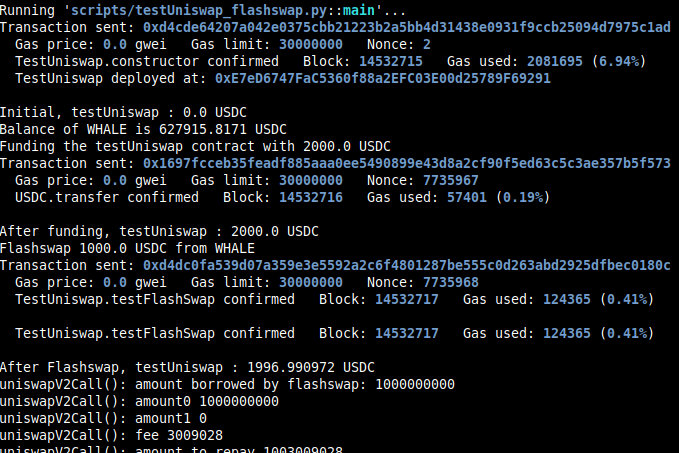 Running 'scripts/testUniswap_flashswap.py::main'...
Transaction sent: 0xd4cde64207a042e0375cbb21223b2a5bb4d31438e0931f9ccb25094d7975c1ad
Gas price: 0.0 gwei   Gas limit: 30000000   Nonce: 2
TestUniswap.constructor confirmed   Block: 14532715   Gas used: 2081695 (6.94%)
TestUniswap deployed at: 0xE7eD6747FaC5360f88a2EFC03E00d25789F69291
Initial, testUniswap : 0.0 USDC
Balance of WHALE is 627915.8171 USDC
Funding the testUniswap contract with 2000.0 USDC
Transaction sent: 0x1697fcceb35feadf885aaa0ee5490899e43d8a2cf90f5ed63c5c3ae357b5f573
Gas price: 0.0 gwei   Gas limit: 30000000   Nonce: 7735967
USDC.transfer confirmed   Block: 14532716   Gas used: 57401 (0.19%)
After funding, testUniswap : 2000.0 USDC
Flashswap 1000.0 USDC from WHALE
Transaction sent: 0xd4dc0fa539d07a359e3e5592a2c6f4801287be555c0d263abd2925dfbec0180c
Gas price: 0.0 gwei   Gas limit: 30000000   Nonce: 7735968
TestUniswap.testFlashSwap confirmed   Block: 14532717   Gas used: 124365 (0.41%)
TestUniswap.testFlashSwap confirmed   Block: 14532717   Gas used: 124365 (0.41%)
After Flashswap, testUniswap : 1996.990972 USDC
uniswapV2Call(): amount borrowed by flashswap: 1000000000
uniswapV2Call(): amount0 1000000000
uniswapV2Call(): amount1 0
uniswapV2Call(): fee 3009028
uniswapV2Call(): amount to repay 1003009028